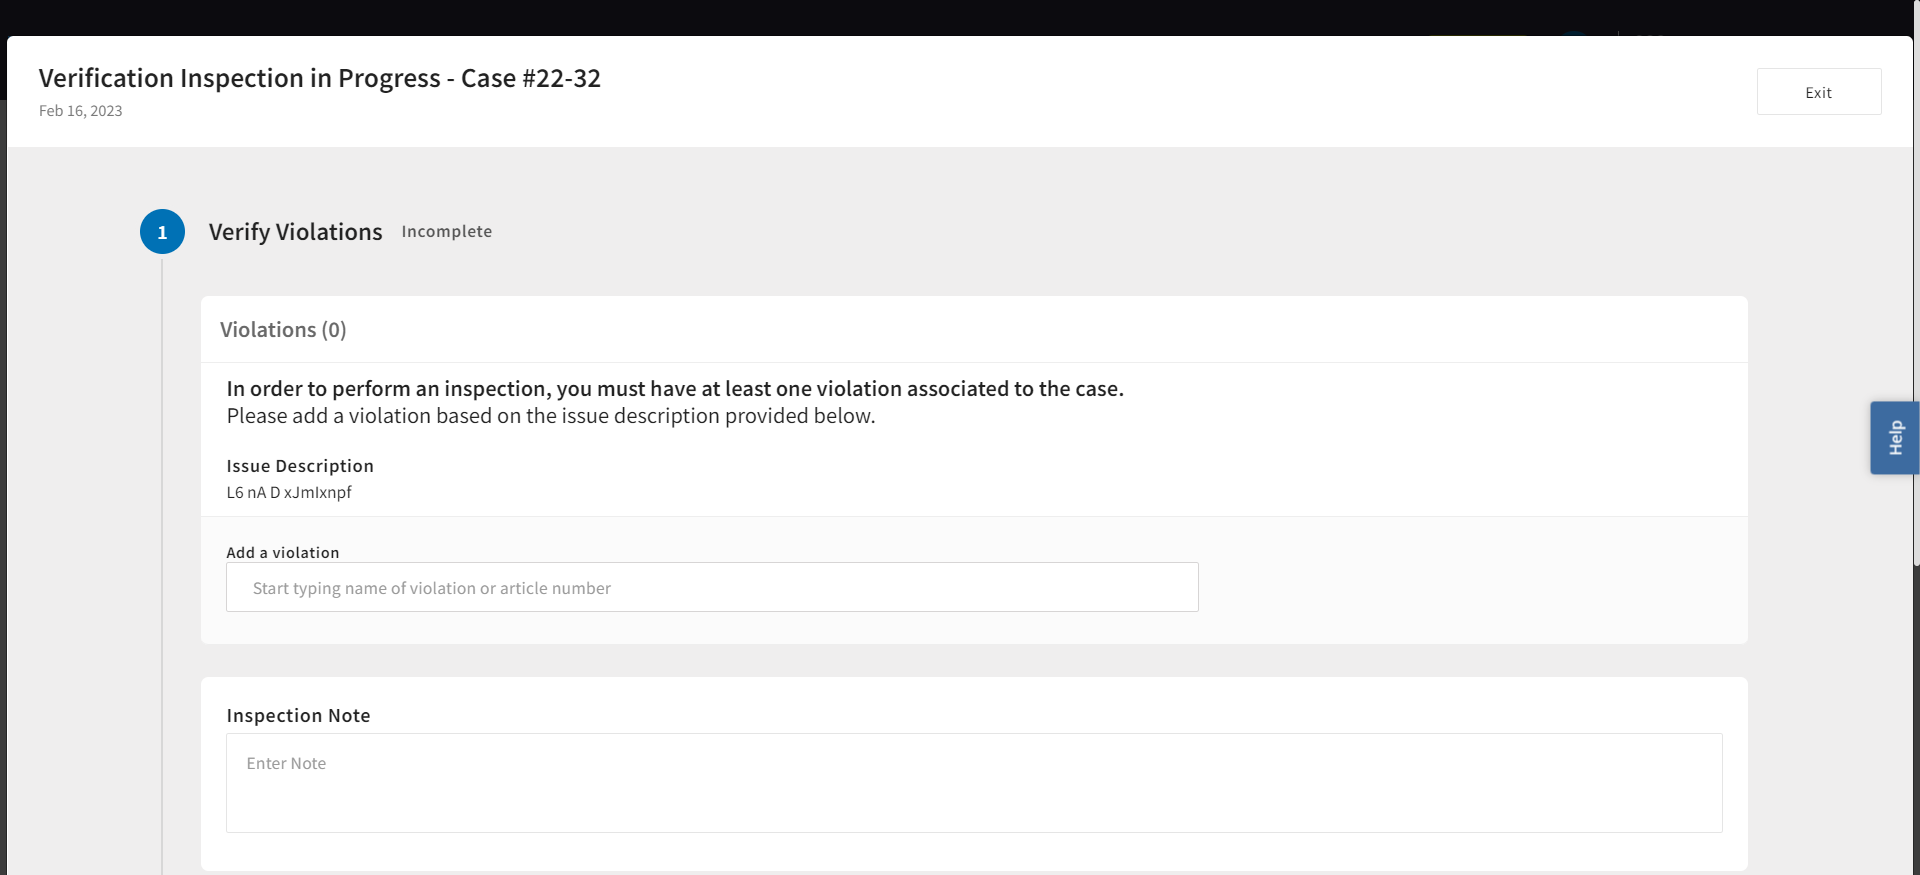 Verification Inspection in Progress - Case #22-32
Feb 16, 2023
Exit
1
Verify Violations Incomplete
Violations (0)
In order to perform an inspection, you must have at least one violation associated to the case.
Please add a violation based on the issue description provided below.
Issue Description
L6 nA D xJmIxnpf
Add a violation
Start typing name of violation or article number
Help
Inspection Note
Enter Note